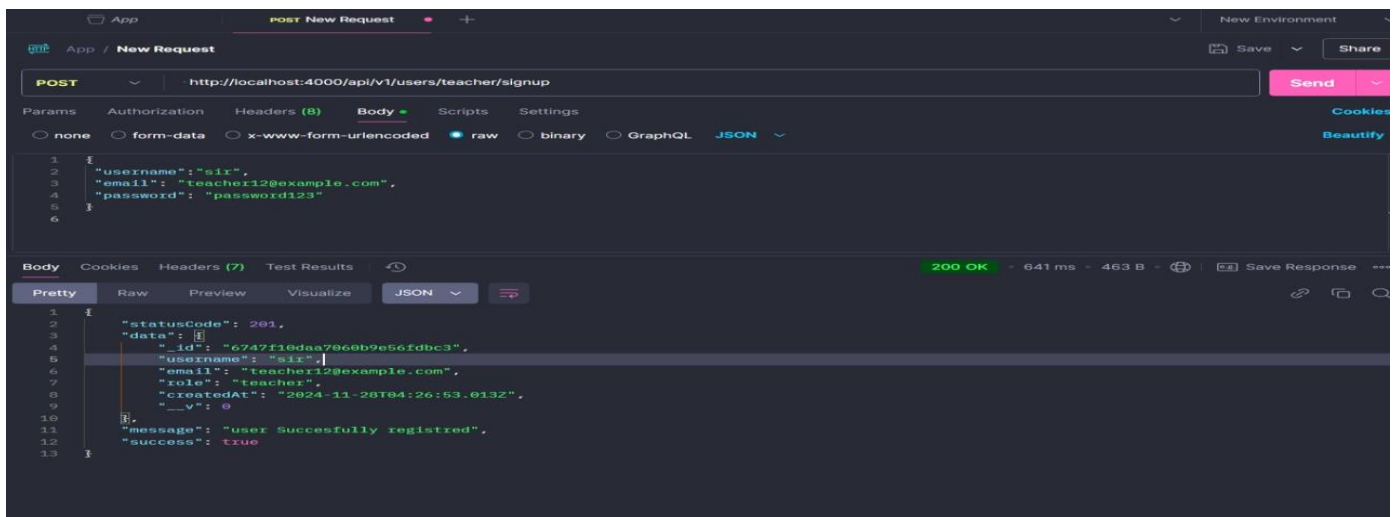 App POST New Request New Environment
HTTP App / New Request Save Share
POST http://localhost:4000/api/v1/users/teacher/signup Send
Params Authorization Headers (8) Body Scripts Settings Cookies
none form-data x-www-form-urlencoded raw binary GraphQL JSON Beautify
1 {
2 "username":"sir",
3 "email": "teacher12@example.com",
4 "password": "password123"
5 }
6
Body Cookies Headers (7) Test Results 200 OK 641 ms 463 B Save Response
Pretty Raw Preview Visualize JSON
1 {
2 "statusCode": 201,
3 "data": {
4 "_id": "6747f10daa7060b9e56fdbc3",
5 "username": "sir",
6 "email": "teacher12@example.com",
7 "role": "teacher",
8 "createdAt": "2024-11-28T04:26:53.013Z",
9 "__v": 0
10 },
11 "message": "user Succesfully registred",
12 "success": true
13 }